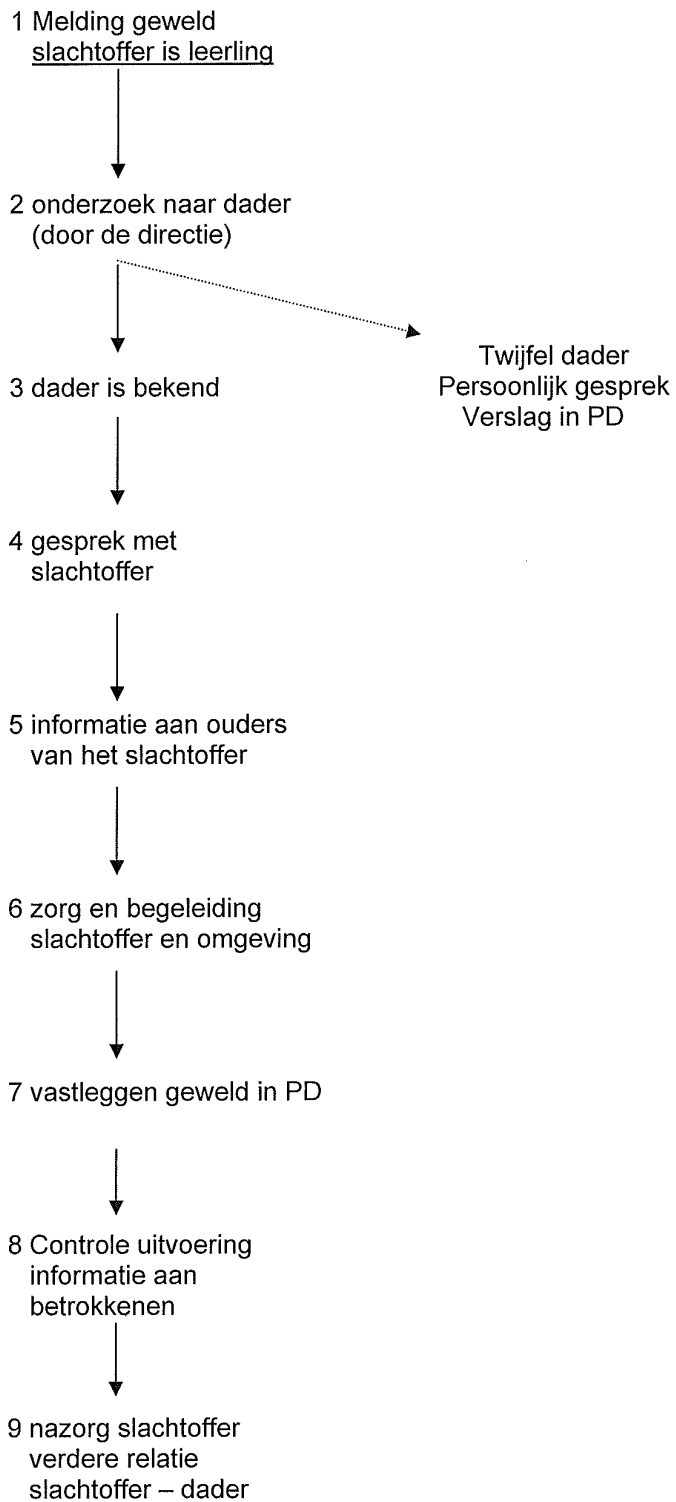 1 Melding geweld
slachtoffer is leerling
2 onderzoek naar dader
(door de directie)
Twijfel dader
Persoonlijk gesprek
Verslag in PD
3 dader is bekend
4 gesprek met
slachtoffer
5 informatie aan ouders
van het slachtoffer
6 zorg en begeleiding
slachtoffer en omgeving
7 vastleggen geweld in PD
8 Controle uitvoering
informatie aan
betrokkenen
9 nazorg slachtoffer
verdere relatie
slachtoffer – dader